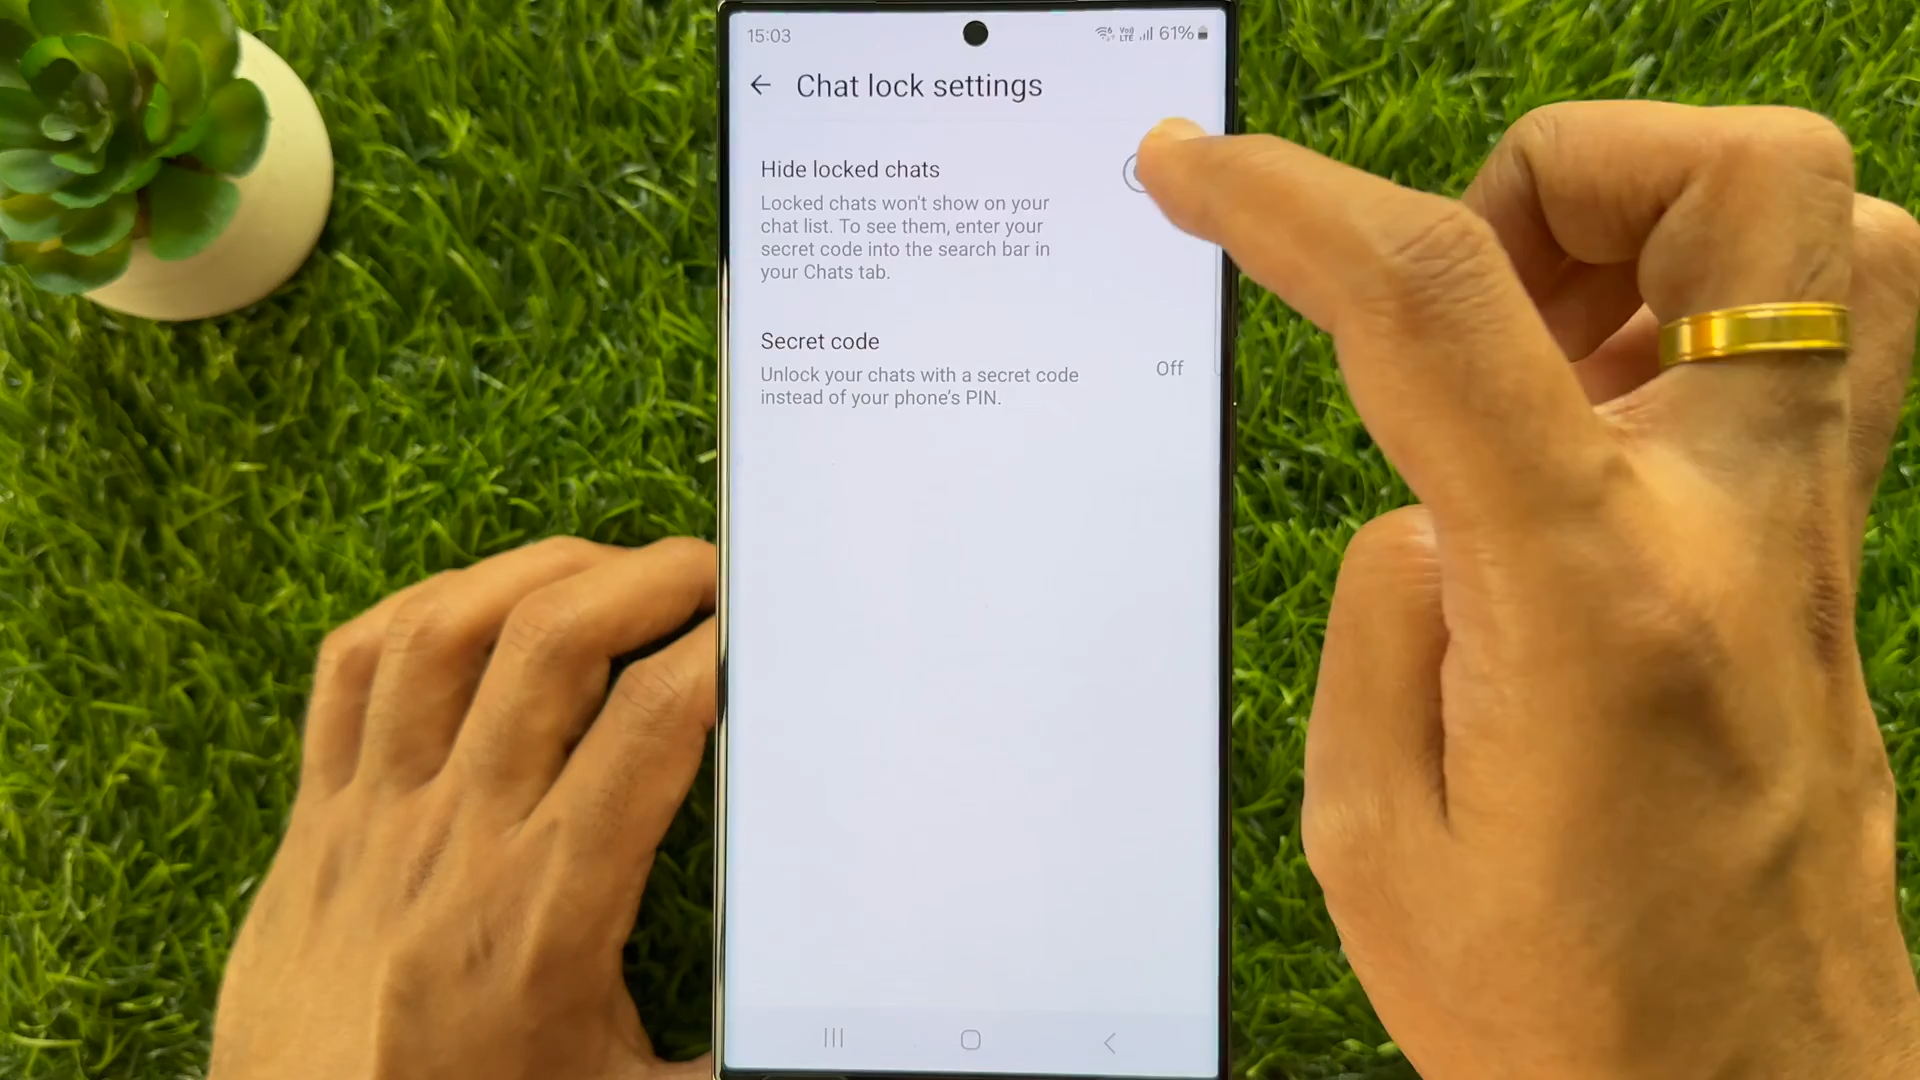 15:03
VoLTE 61%
Chat lock settings
Hide locked chats
Locked chats won't show on your
chat list. To see them, enter your
secret code into the search bar in
your Chats tab.
Secret code
Unlock your chats with a secret code
instead of your phone’s PIN.
Off